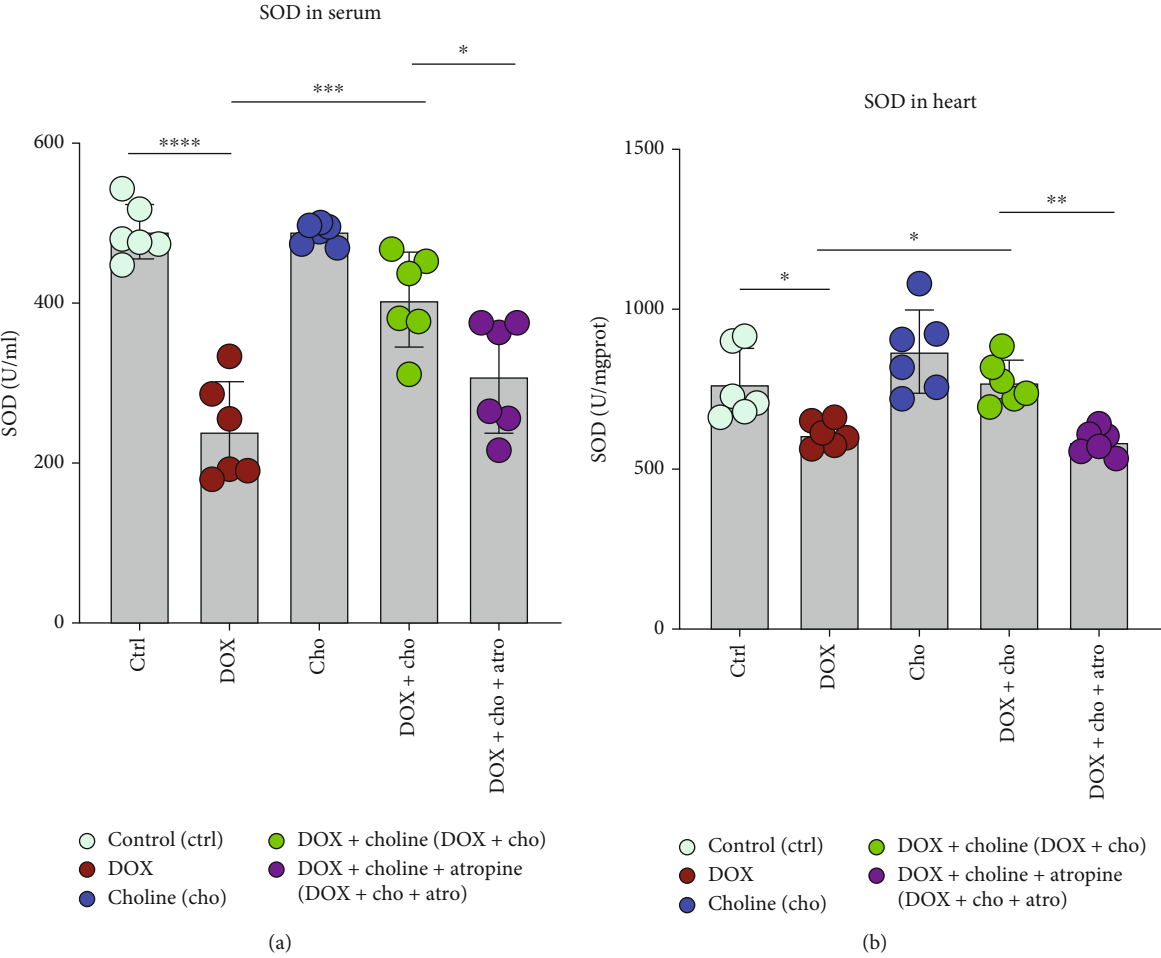 SOD in serum
*
***
****
600
400
200
0
SOD (U/ml)
Ctrl
DOX
Cho
DOX + cho
DOX + cho + atro
Control (ctrl)
DOX
Choline (cho)
DOX + choline (DOX + cho)
DOX + choline + atropine
(DOX + cho + atro)
(a)
SOD in heart
**
*
*
1500
1000
500
0
SOD (U/mgprot)
Ctrl
DOX
Cho
DOX + cho
DOX + cho + atro
Control (ctrl)
DOX
Choline (cho)
DOX + choline (DOX + cho)
DOX + choline + atropine
(DOX + cho + atro)
(b)